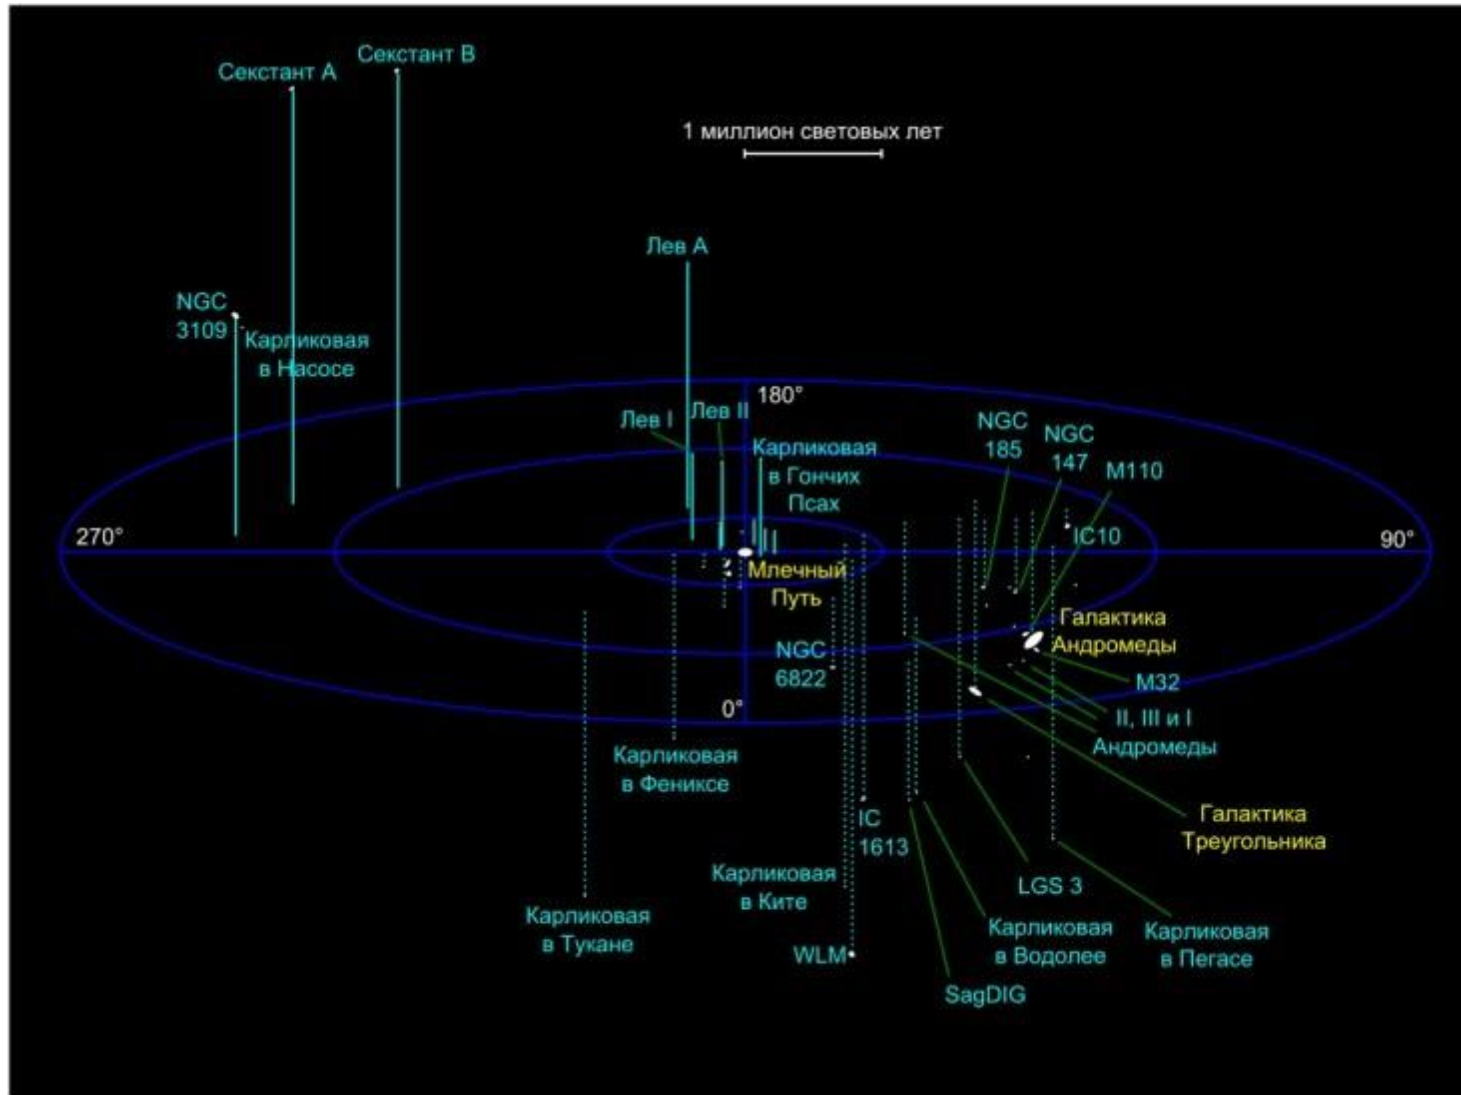 Секстант B
Секстант А
1 миллион световых лет
Лев А
NGC
3109
Карликовая
в Насосе
180°
Лев I
Лев II
Карликовая
в Гончих
Псах
NGC
185
NGC
147
М110
270°
IC10
90°
Млечный
Путь
Галактика
Андромеды
NGC
6822
М32
0°
II, III и I
Андромеды
Карликовая
в Фениксе
IC
1613
Галактика
Треугольника
Карликовая
в Ките
LGS 3
Карликовая
в Тукане
Карликовая
в Водолее
Карликовая
в Пегасе
WLM
SagDIG